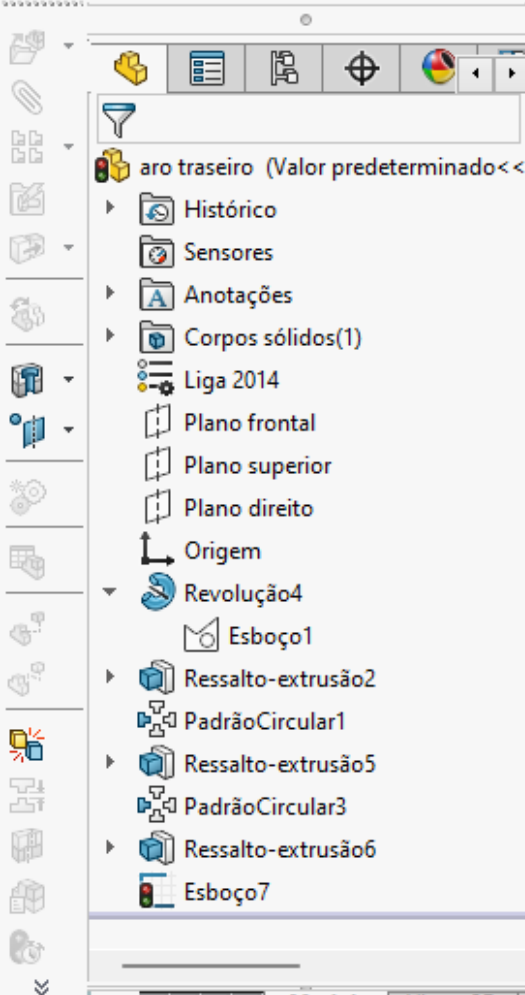 aro traseiro (Valor predeterminado<<
Histórico
Sensores
Anotações
Corpos sólidos(1)
Liga 2014
Plano frontal
Plano superior
Plano direito
Origem
Revolução4
Esboço1
Ressalto-extrusão2
PadrãoCircular1
Ressalto-extrusão5
PadrãoCircular3
Ressalto-extrusão6
Esboço7